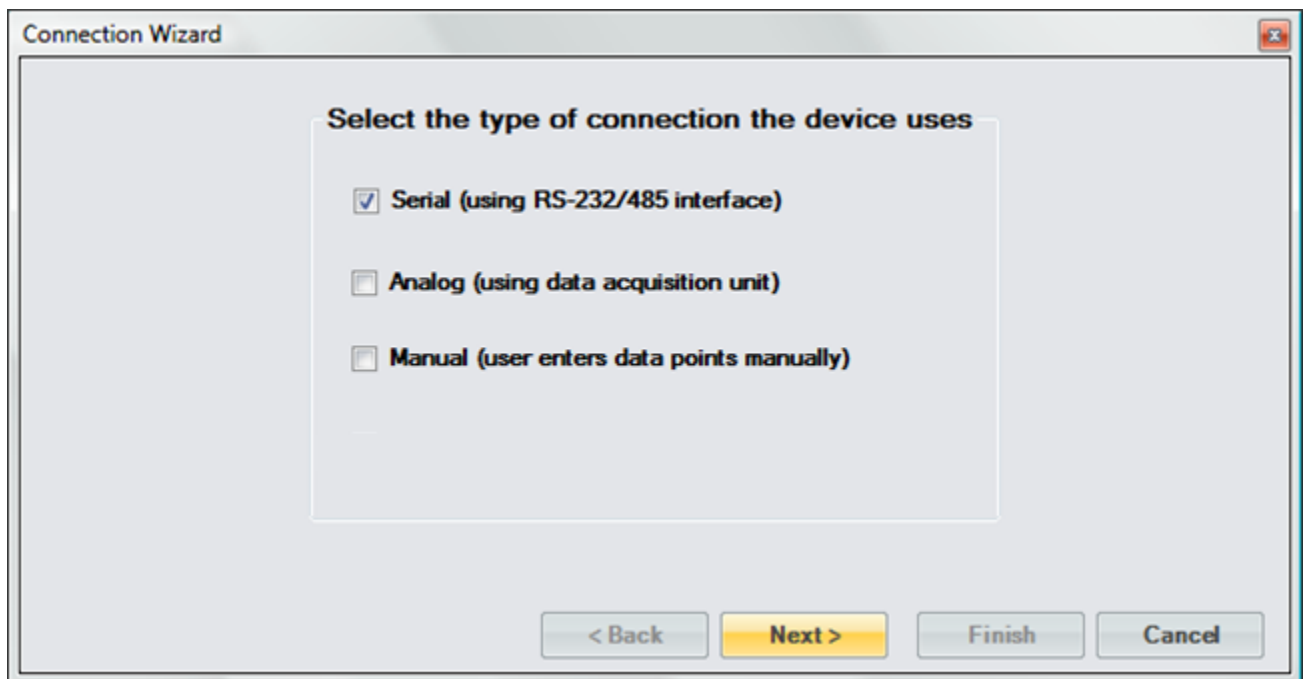 Connection Wizard
Select the type of connection the device uses
Serial (using RS-232/485 interface)
Analog (using data acquisition unit)
Manual (user enters data points manually)
< Back
Next >
Finish
Cancel